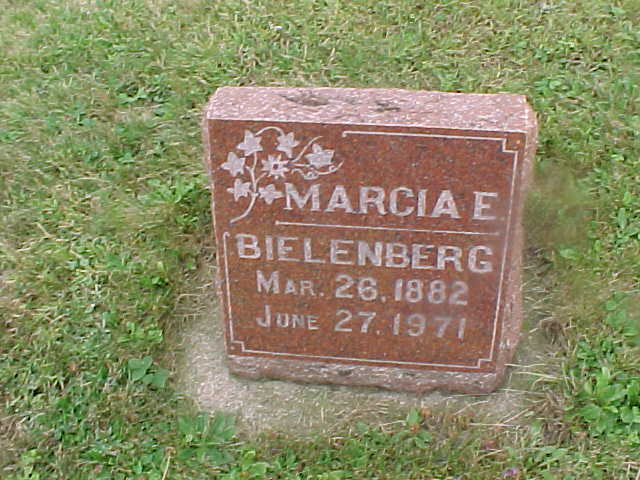 MARCIA E
BIELENBERG
MAR. 26, 1882
JUNE 27, 1971